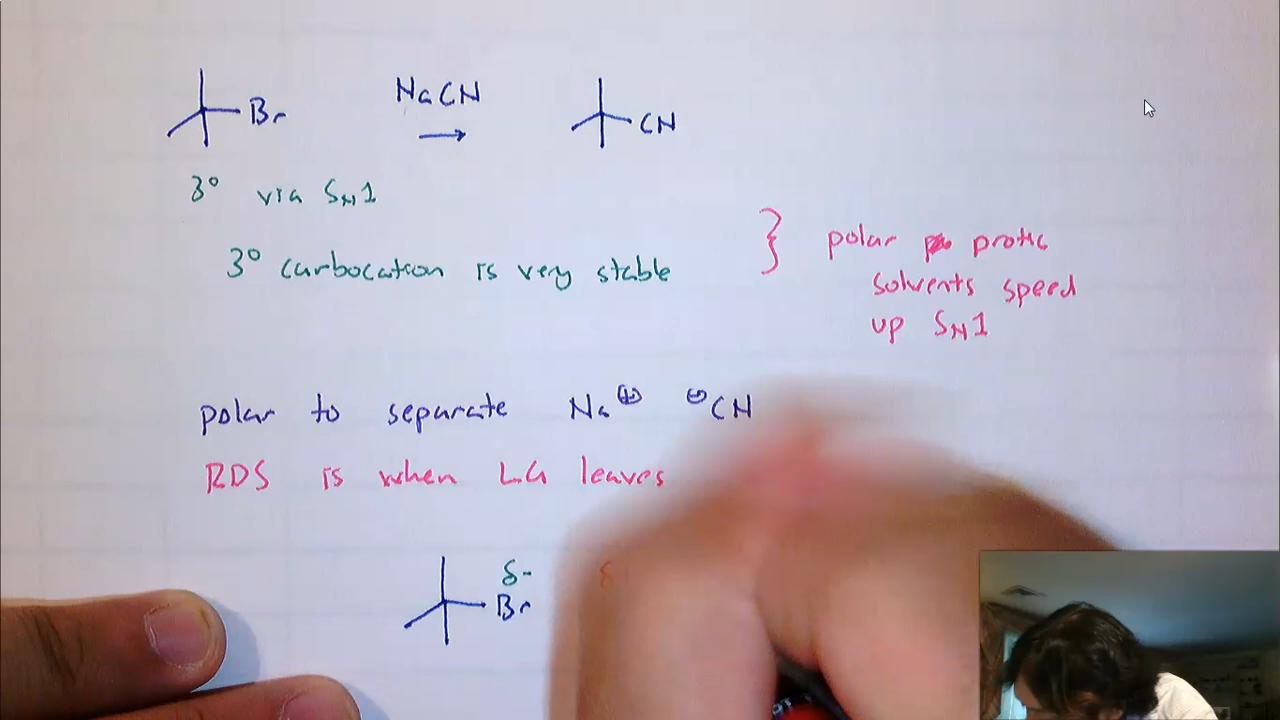 Br NaCN → CN
3° via SN1
3° carbocation is very stable
} polar protic
solvents speed
up SN1
polar to separate Na⊕ ⊖CN
RDS is when LG leaves
δ- δ
Br